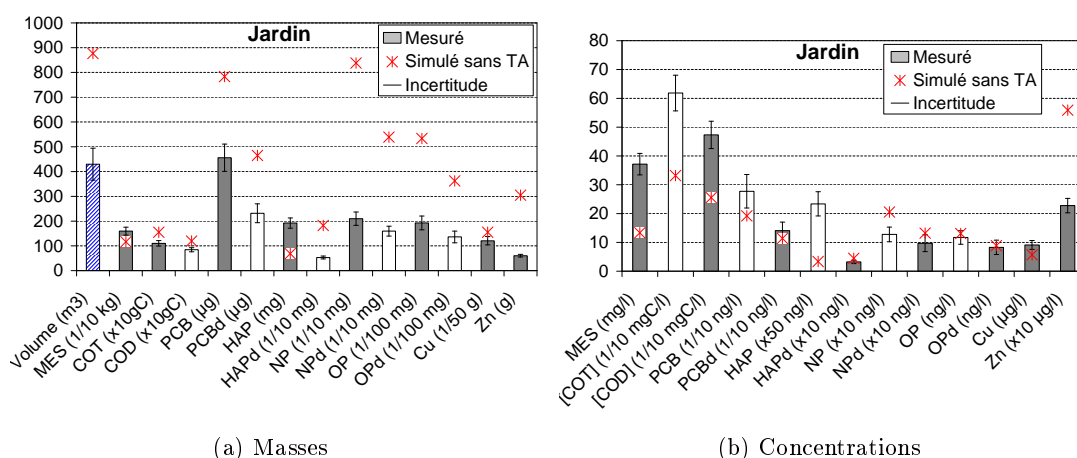 Jardin
Mesuré
Simulé sans TA
Incertitude
1000
900
800
700
600
500
400
300
200
100
0
Volume (m3)
MES (1/10 kg)
COT (x10gC)
COD (x10gC)
PCB (µg)
PCBd (µg)
HAP (mg)
HAPd (1/10 mg)
NP (1/10 mg)
NPd (1/10 mg)
OP (1/100 mg)
OPd (1/100 mg)
Cu (1/50 g)
Zn (g)
(a) Masses
Jardin
Mesuré
Simulé sans TA
Incertitude
80
70
60
50
40
30
20
10
0
MES (mg/l)
[COT] (1/10 mgC/l)
[COD] (1/10 mgC/l)
PCB (1/10 ng/l)
PCBd (1/10 ng/l)
HAP (x50 ng/l)
HAPd (x10 ng/l)
NP (x10 ng/l)
NPd (x10 ng/l)
OP (ng/l)
OPd (ng/l)
Cu (µg/l)
Zn (x10 µg/l)
(b) Concentrations